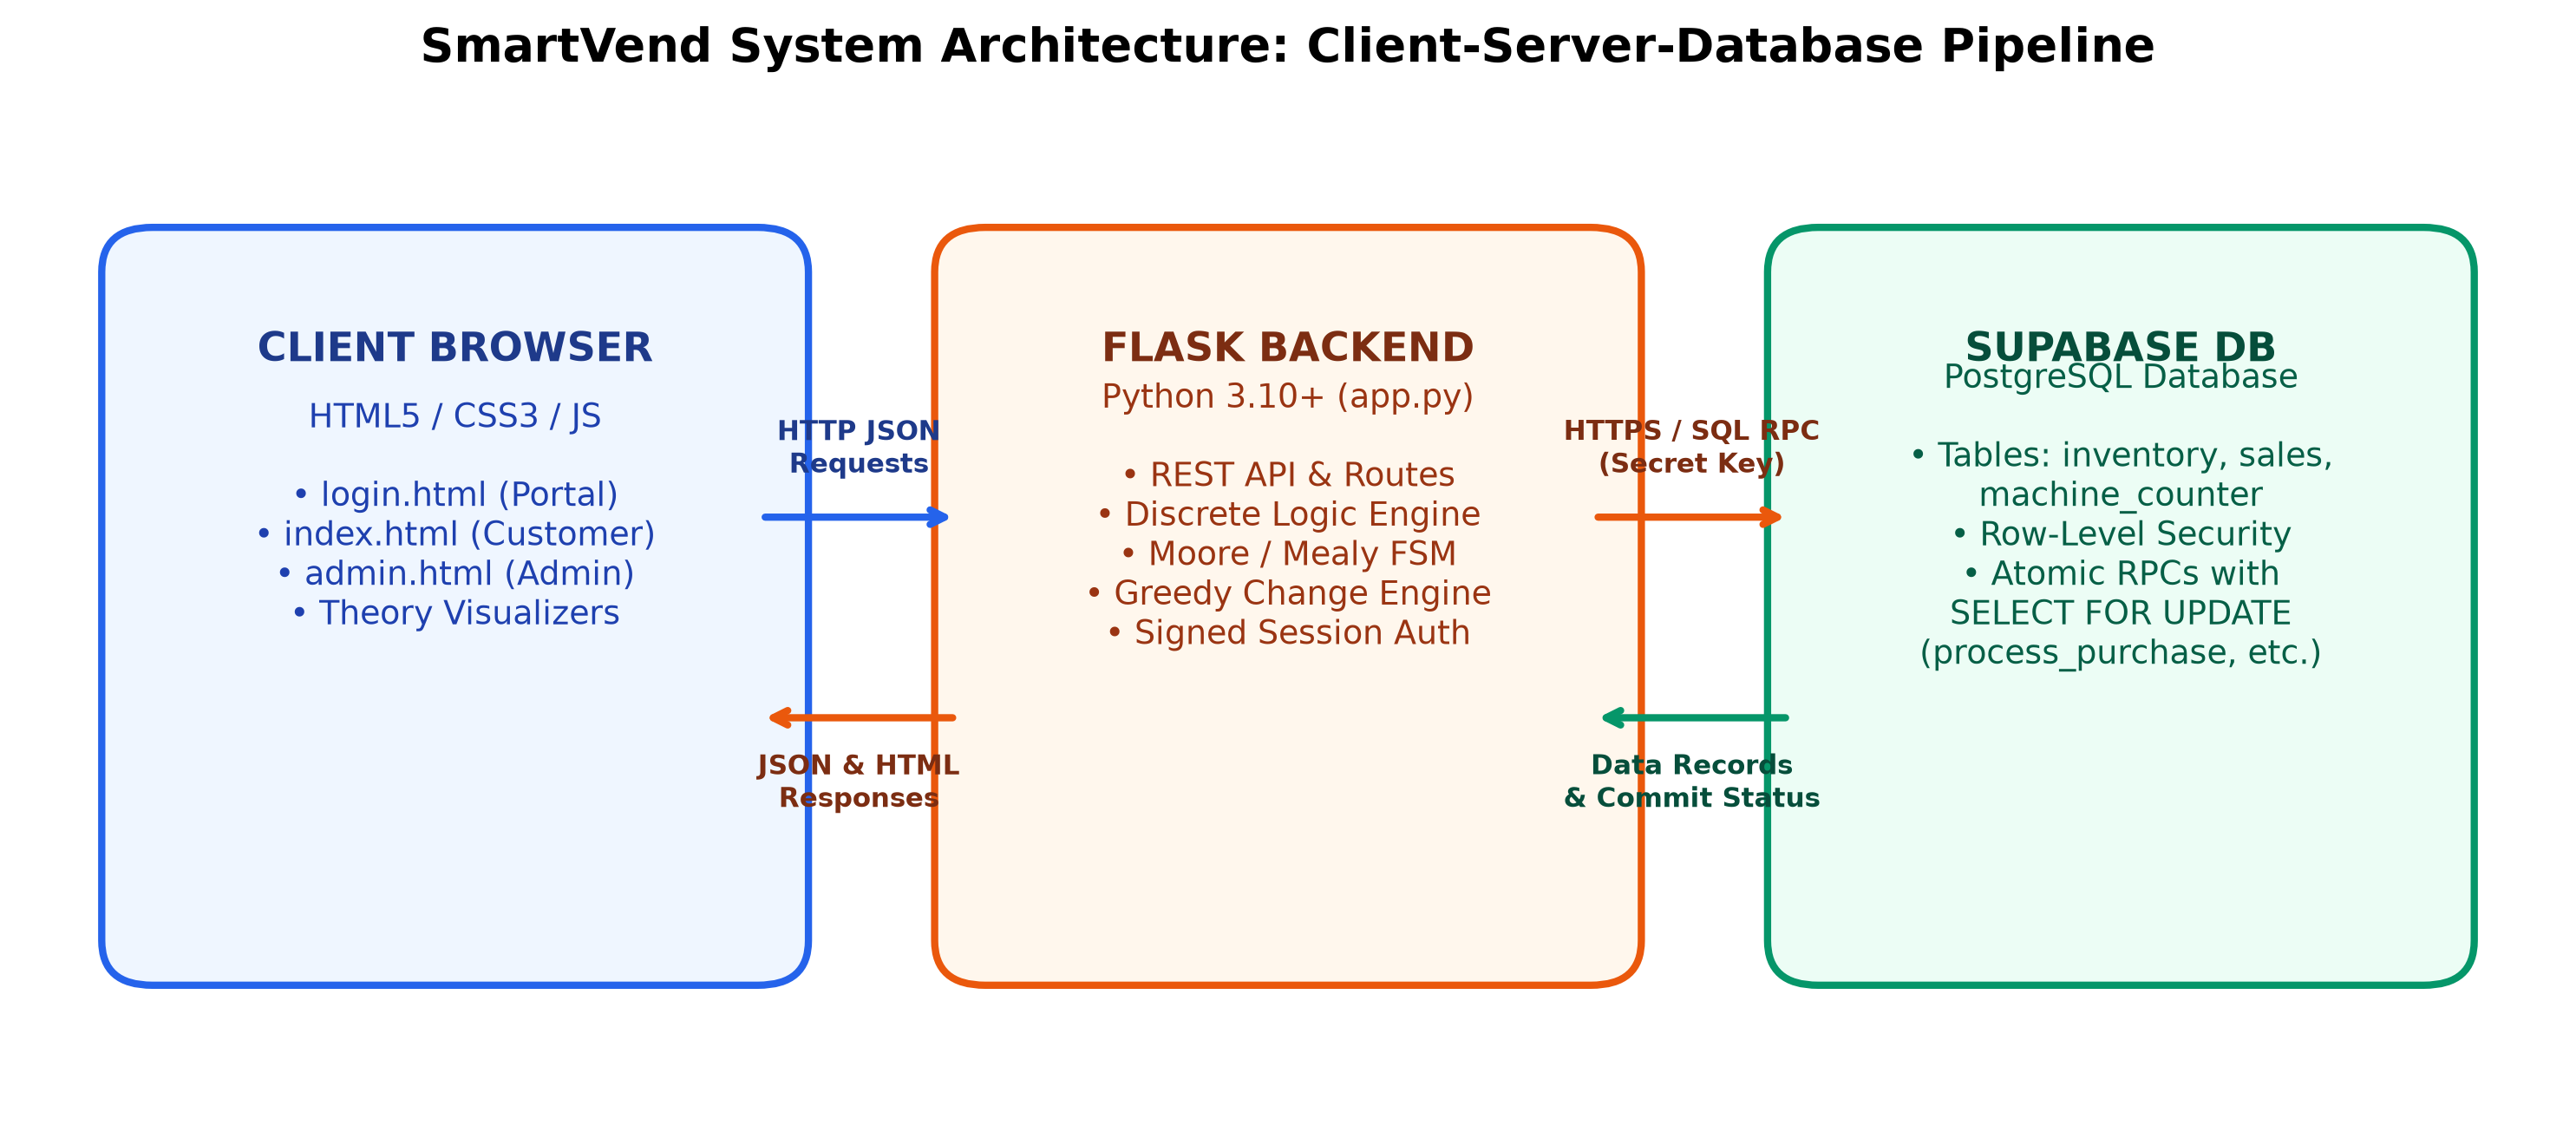 SmartVend System Architecture: Client-Server-Database Pipeline
CLIENT BROWSER
HTML5 / CSS3 / JS
• login.html (Portal)
• index.html (Customer)
• admin.html (Admin)
• Theory Visualizers
HTTP JSON
Requests
JSON & HTML
Responses
FLASK BACKEND
Python 3.10+ (app.py)
• REST API & Routes
• Discrete Logic Engine
• Moore / Mealy FSM
• Greedy Change Engine
• Signed Session Auth
HTTPS / SQL RPC
(Secret Key)
Data Records
& Commit Status
SUPABASE DB
PostgreSQL Database
• Tables: inventory, sales,
machine_counter
• Row-Level Security
• Atomic RPCs with
SELECT FOR UPDATE
(process_purchase, etc.)